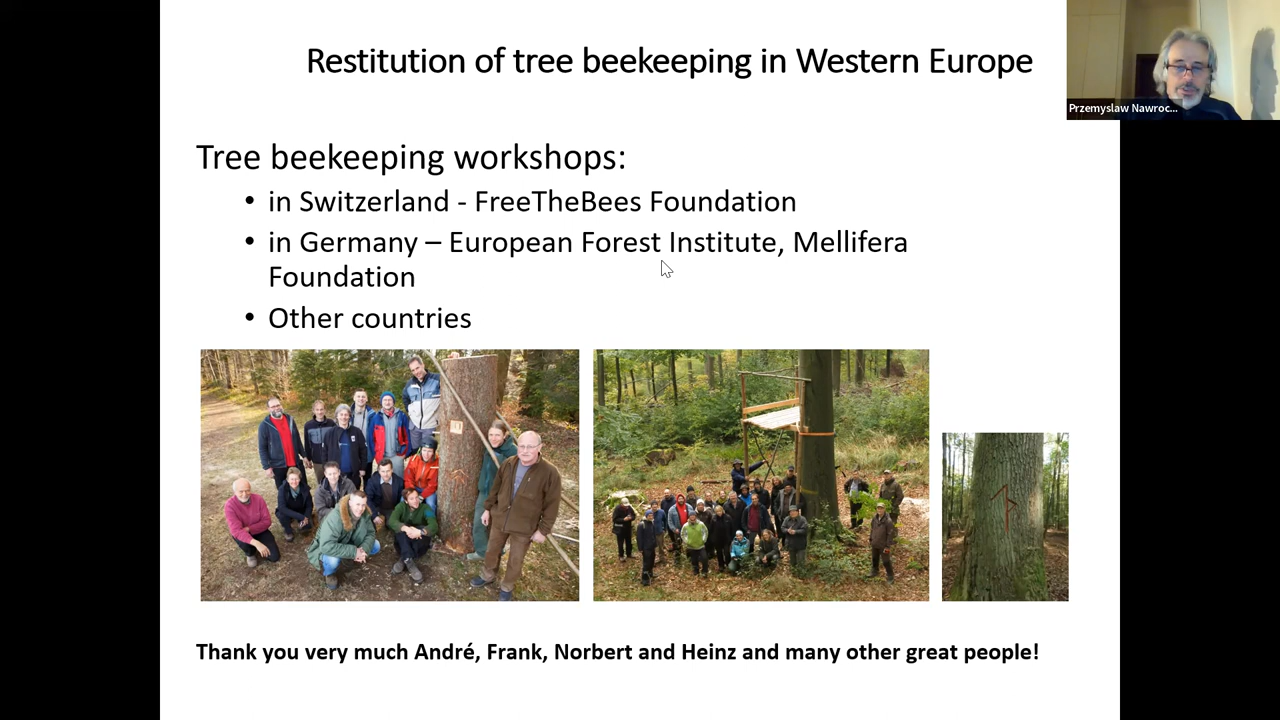 Restitution of tree beekeeping in Western Europe
Przemyslaw Nawroc...
Tree beekeeping workshops:
• in Switzerland - FreeTheBees Foundation
• in Germany – European Forest Institute, Mellifera
Foundation
• Other countries
Thank you very much André, Frank, Norbert and Heinz and many other great people!